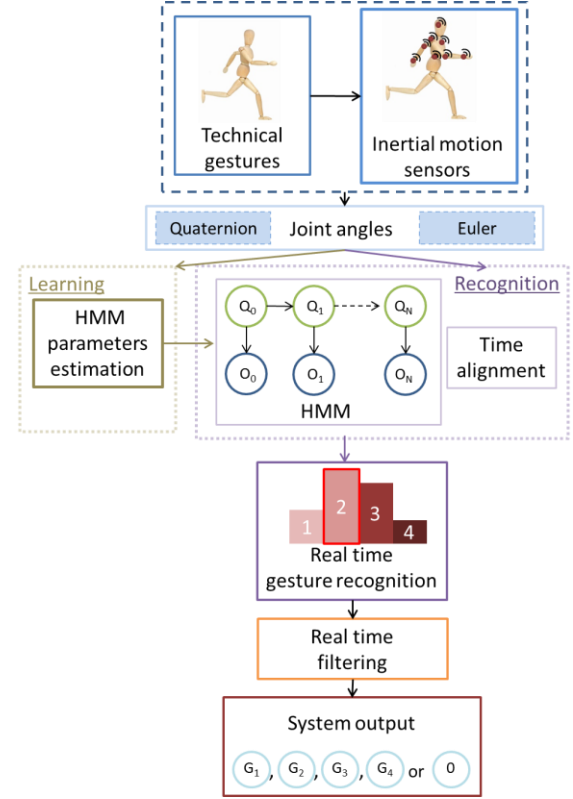 Technical
gestures
Inertial motion
sensors
Quaternion Joint angles Euler
Learning
Recognition
HMM
parameters
estimation
Q0 Q1 QN
O0 O1 ON
HMM
Time
alignment
1 2 3 4
Real time
gesture recognition
Real time
filtering
System output
G1, G2, G3, G4 or 0